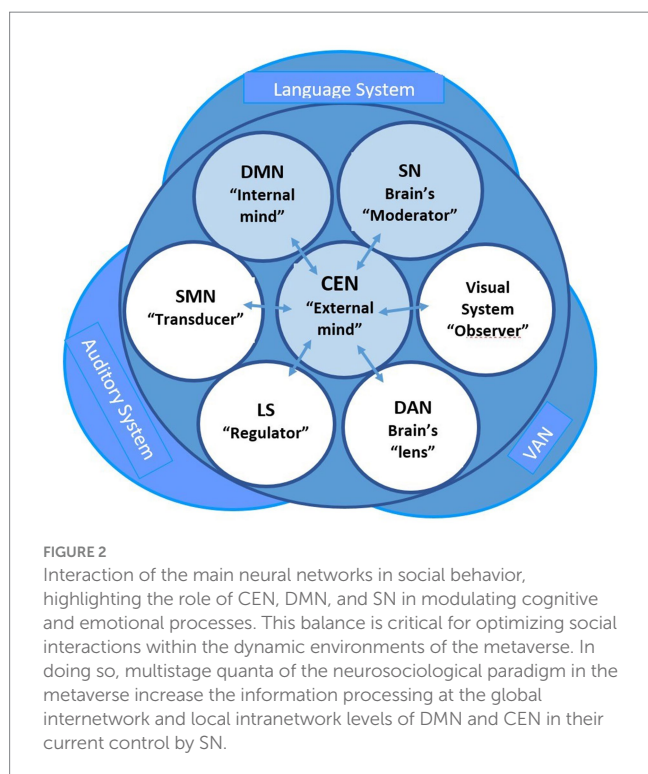 Language System
DMN
“Internal
mind”
SN
Brain’s
“Moderator”
SMN
“Transducer”
CEN
“External
mind”
Visual
System
“Observer”
LS
“Regulator”
DAN
Brain’s
“lens”
Auditory System
VAN
FIGURE 2
Interaction of the main neural networks in social behavior,
highlighting the role of CEN, DMN, and SN in modulating cognitive
and emotional processes. This balance is critical for optimizing social
interactions within the dynamic environments of the metaverse. In
doing so, multistage quanta of the neurosociological paradigm in the
metaverse increase the information processing at the global
internetwork and local intranetwork levels of DMN and CEN in their
current control by SN.